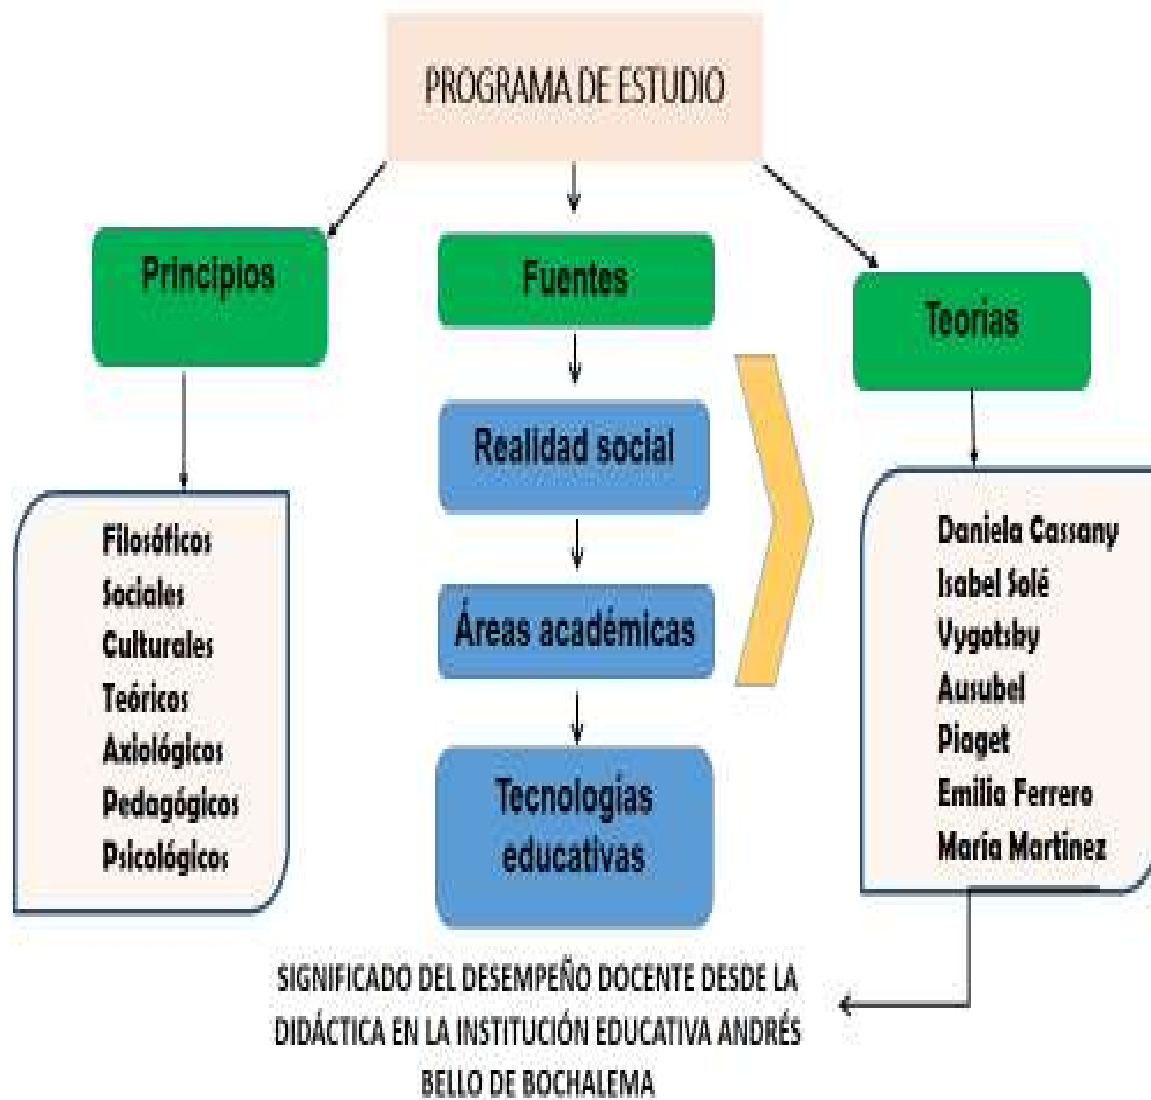 PROGRAMA DE ESTUDIO
Principios
Fuentes
Teorías
Realidad social
Áreas académicas
Tecnologías
educativas
Filosóficos
Sociales
Culturales
Teóricos
Axiológicos
Pedagógicos
Psicológicos
Daniela Cassany
Isabel Solé
Vygotsby
Ausubel
Piaget
Emilia Ferrero
María Martínez
SIGNIFICADO DEL DESEMPEÑO DOCENTE DESDE LA
DIDÁCTICA EN LA INSTITUCIÓN EDUCATIVA ANDRÉS
BELLO DE BOCHALEMA